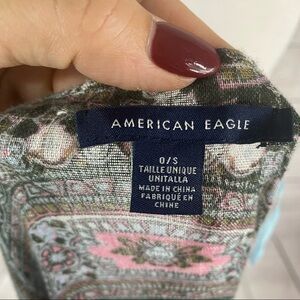 AMERICAN EAGLE
O/S
TAILLE UNIQUE
UNITALLA
MADE IN CHINA
FABRIQUÉ EN
CHINE